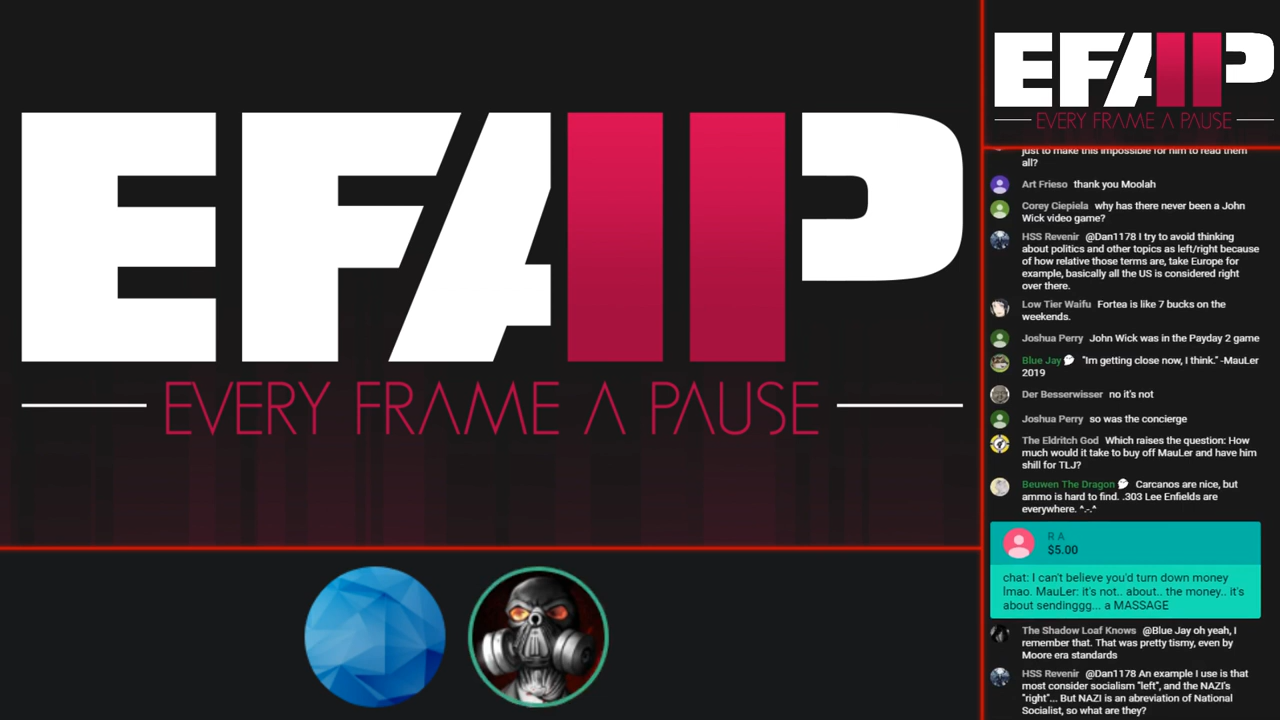 EFAP
EVERY FRAME A PAUSE
EFAP
EVERY FRAME A PAUSE
just to make this impossible for him to read them
all?
Art Frieso thank you Moolah
Corey Ciepiela why has there never been a John
Wick video game?
HSS Revenir @Dan1178 I try to avoid thinking
about politics and other topics as left/right because
of how relative those terms are, take Europe for
example, basically all the US is considered right
over there.
Low Tier Waifu Fortea is like 7 bucks on the
weekends.
Joshua Perry John Wick was in the Payday 2 game
Blue Jay "Im getting close now, I think." -MauLer
2019
Der Besserwisser no it's not
Joshua Perry so was the concierge
The Eldritch God Which raises the question: How
much would it take to buy off MauLer and have him
shill for TLJ?
Beuwen The Dragon Carcanos are nice, but
ammo is hard to find. .303 Lee Enfields are
everywhere. ^.-.^
R A
$5.00
chat: I can't believe you'd turn down money
lmao. MauLer: it's not.. about.. the money.. it's
about sendinggg... a MASSAGE
The Shadow Loaf Knows @Blue Jay oh yeah, I
remember that. That was pretty tismy, even by
Moore era standards
HSS Revenir @Dan1178 An example I use is that
most consider socialism "left", and the NAZI's
"right"... But NAZI is an abreviation of National
Socialist, so what are they?